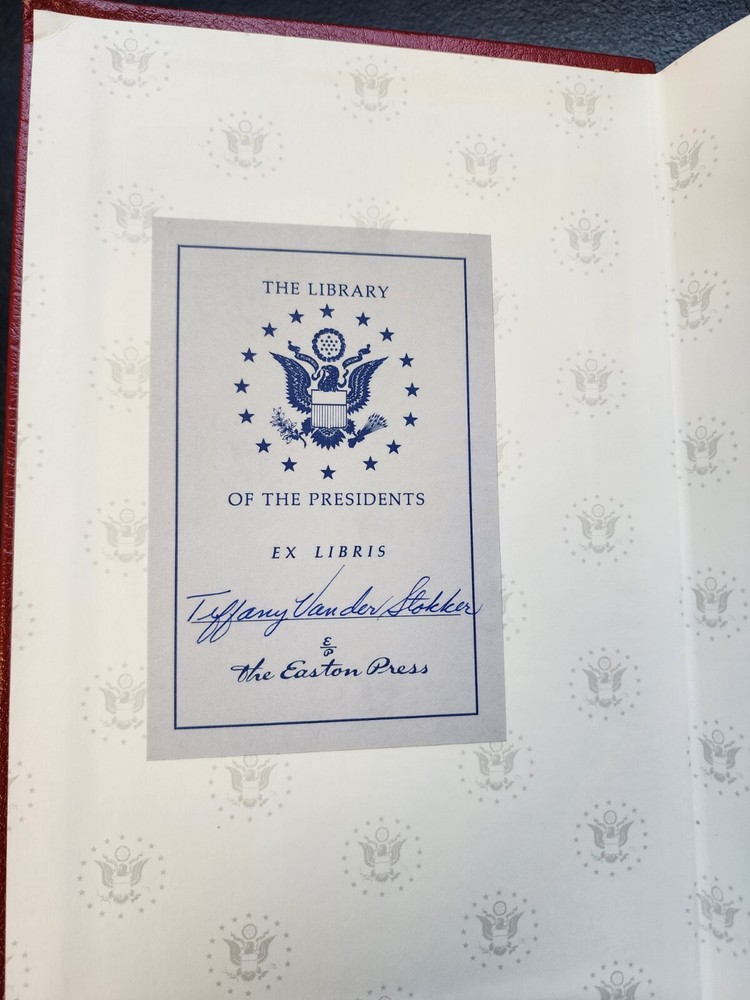 THE LIBRARY
OF THE PRESIDENTS
EX LIBRIS
Tiffany Vander Stokker
E/P
The Easton Press